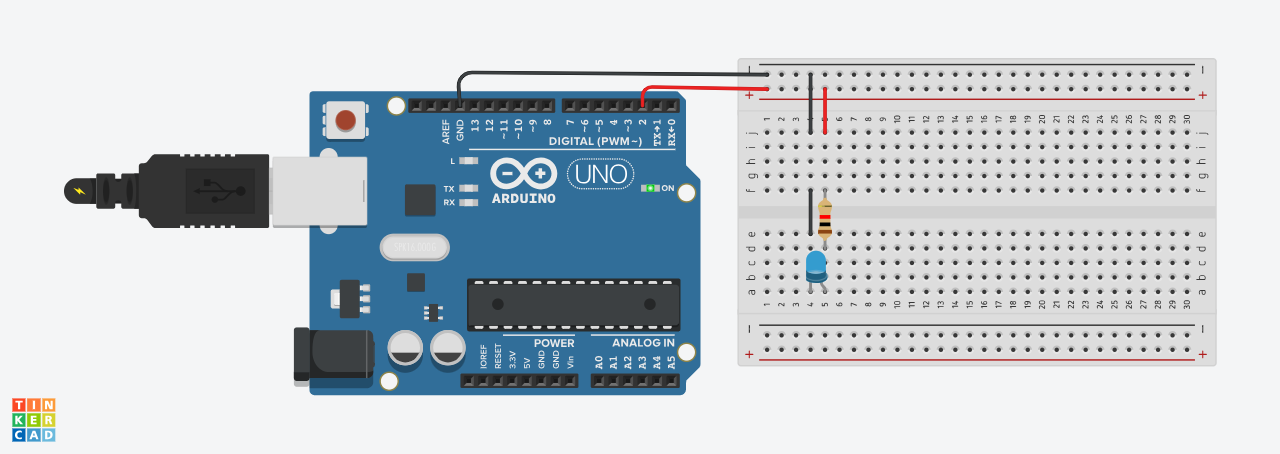 AREF
GND
13
12
~11
~10
~9
8
7
~6
~5
4
~3
2
TX→1
RX←0
DIGITAL (PWM~)
L
TX
RX
UNO
ON
ARDUINO
IOREF
RESET
3.3V
5V
GND
GND
Vin
POWER
A0
A1
A2
A3
A4
A5
ANALOG IN
1 2 3 4 5 6 7 8 9 10 11 12 13 14 15 16 17 18 19 20 21 22 23 24 25 26 27 28 29 30
j j
i i
h h
g g
f f
e e
d d
c c
b b
a a
1 2 3 4 5 6 7 8 9 10 11 12 13 14 15 16 17 18 19 20 21 22 23 24 25 26 27 28 29 30
TIN
KER
CAD